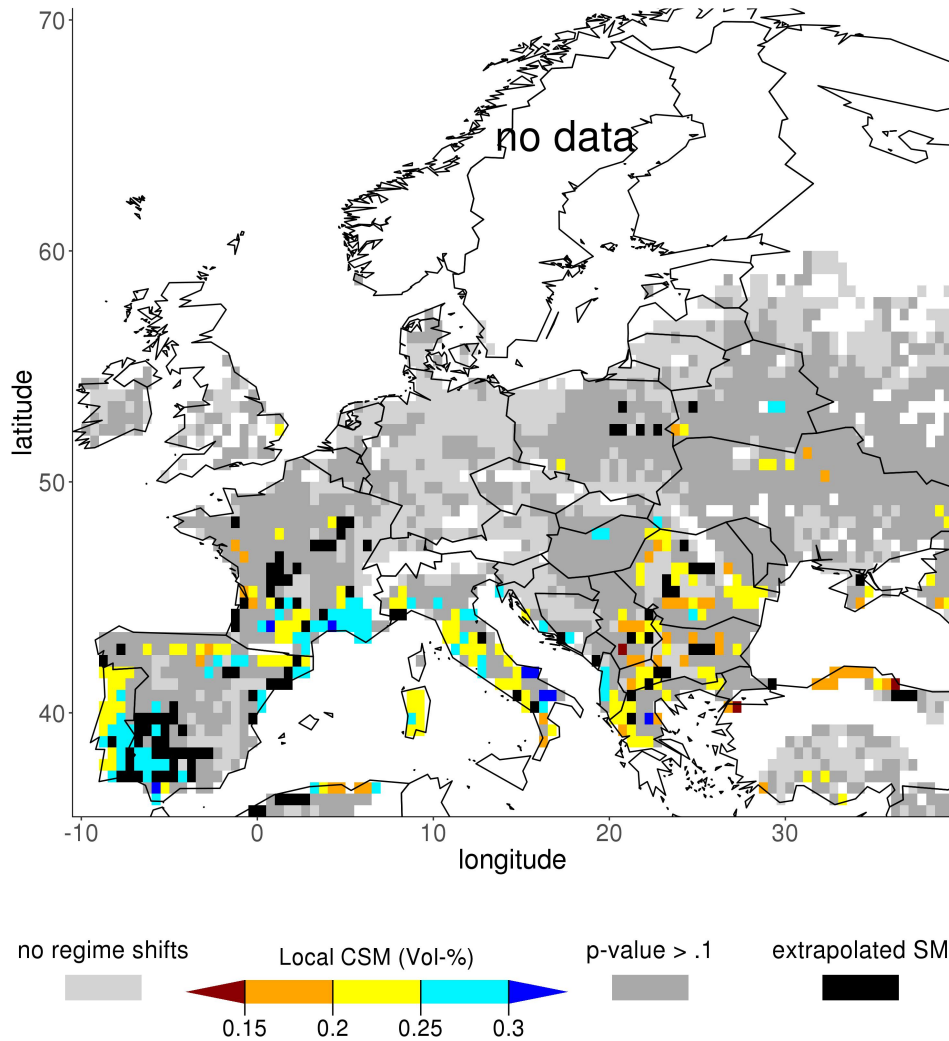 70
no data
60
latitude
50
40
-10 0 10 20 30
longitude
no regime shifts
Local CSM (Vol-%)
p-value > .1
extrapolated SM
0.15 0.2 0.25 0.3